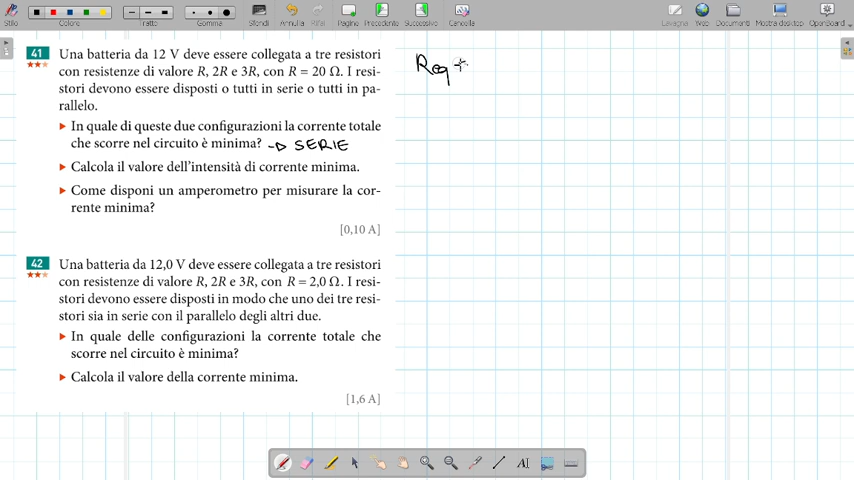 Stilo
Colore
Tratto
Gomma
Sfondi
Annulla
Rifai
Pagine
Precedente
Successivo
Cancella
Lavagna
Web
Documenti
Mostra desktop
OpenBoard
41
Una batteria da 12 V deve essere collegata a tre resistori
con resistenze di valore R, 2R e 3R, con R = 20 Ω. I resi-
stori devono essere disposti o tutti in serie o tutti in pa-
rallelo.
In quale di queste due configurazioni la corrente totale
che scorre nel circuito è minima? → SERIE
Calcola il valore dell'intensità di corrente minima.
Come disponi un amperometro per misurare la cor-
rente minima?
[0,10 A]
42
Una batteria da 12,0 V deve essere collegata a tre resistori
con resistenze di valore R, 2R e 3R, con R = 2,0 Ω. I resi-
stori devono essere disposti in modo che uno dei tre resi-
stori sia in serie con il parallelo degli altri due.
In quale delle configurazioni la corrente totale che
scorre nel circuito è minima?
Calcola il valore della corrente minima.
[1,6 A]
Req